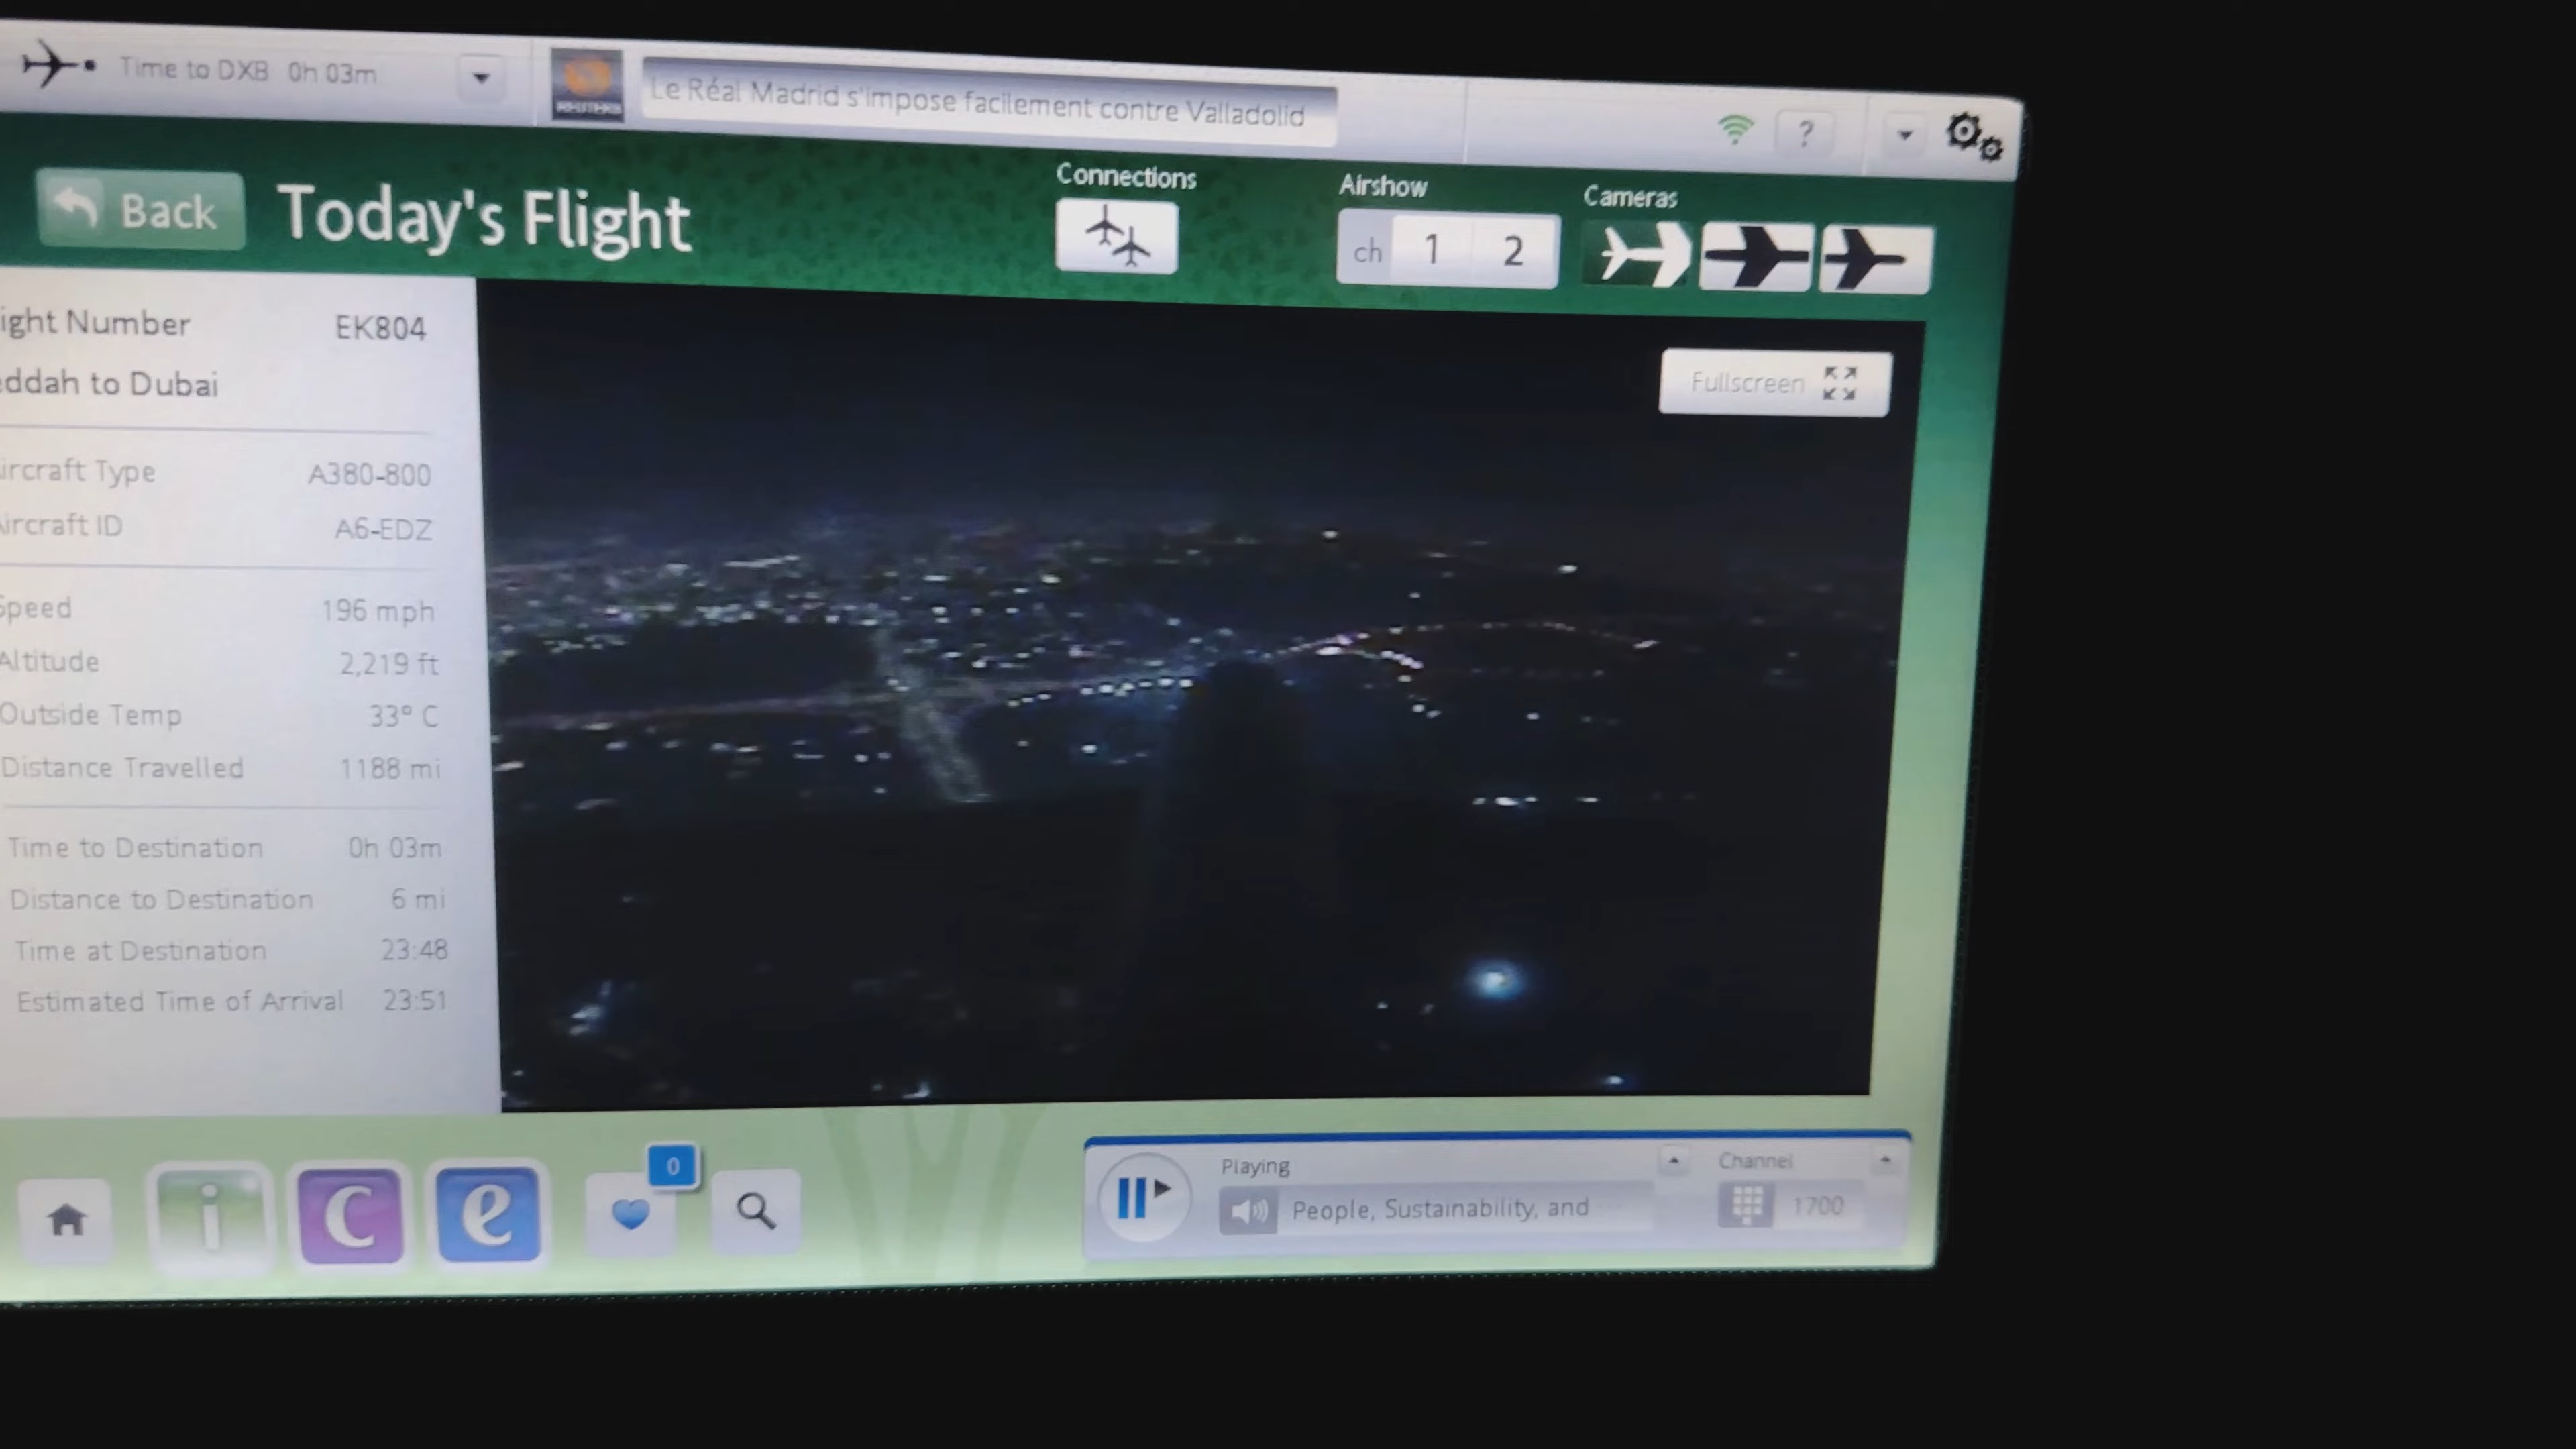 Time to DXB 0h 03m
REUTERS
Le Réal Madrid s'impose facilement contre Valladolid
?
Back
Today's Flight
Connections
Airshow
ch 1 2
Cameras
ight Number EK804
eddah to Dubai
Fullscreen
ircraft Type A380-800
Aircraft ID A6-EDZ
Speed 196 mph
Altitude 2,219 ft
Outside Temp 33° C
Distance Travelled 1188 mi
Time to Destination 0h 03m
Distance to Destination 6 mi
Time at Destination 23:48
Estimated Time of Arrival 23:51
i
C
e
0
Playing
People, Sustainability, and
Channel
1700